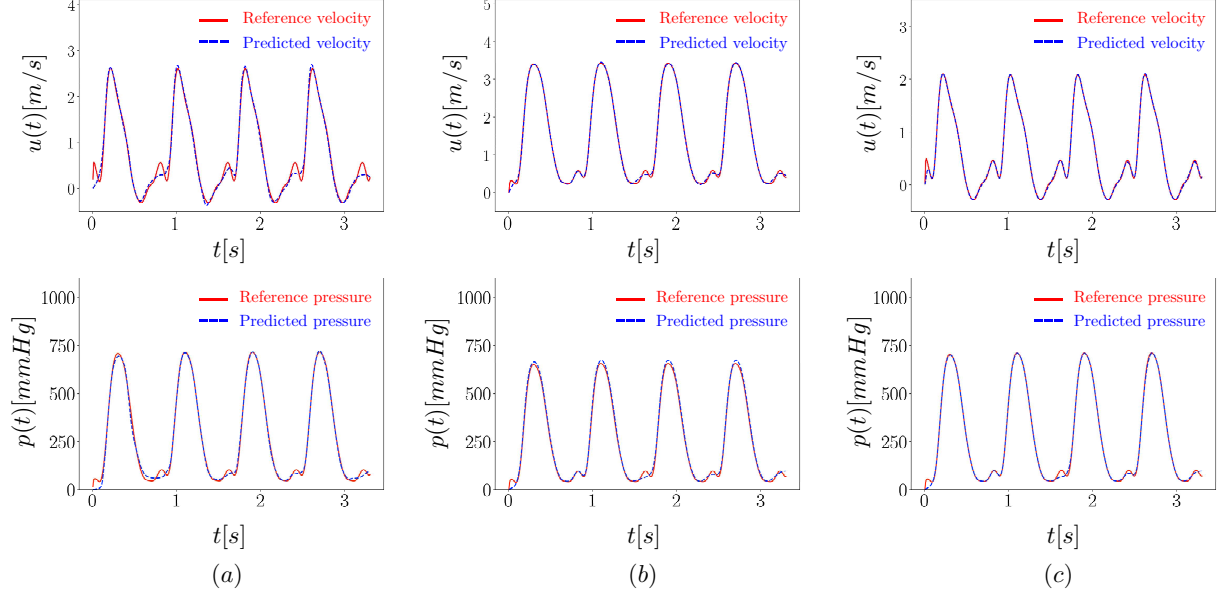 4
3
2
1
0
u(t)[m/s]
Reference velocity
Predicted velocity
0 1 2 3
t[s]
5
4
3
2
1
0
u(t)[m/s]
Reference velocity
Predicted velocity
0 1 2 3
t[s]
3
2
1
0
u(t)[m/s]
Reference velocity
Predicted velocity
0 1 2 3
t[s]
1000
750
500
250
0
p(t)[mmHg]
Reference pressure
Predicted pressure
0 1 2 3
t[s]
(a)
1000
750
500
250
0
p(t)[mmHg]
Reference pressure
Predicted pressure
0 1 2 3
t[s]
(b)
1000
750
500
250
0
p(t)[mmHg]
Reference pressure
Predicted pressure
0 1 2 3
t[s]
(c)